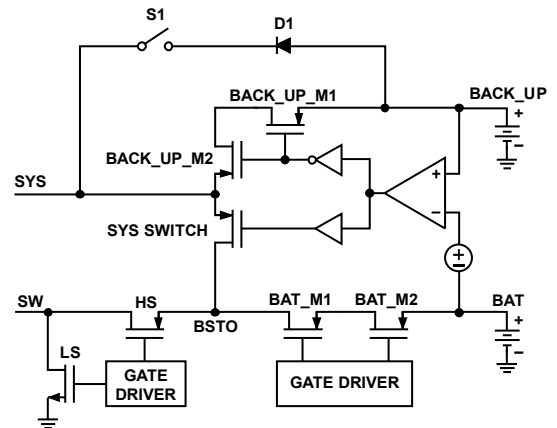 S1
D1
BACK_UP_M1
BACK_UP
+
−
BACK_UP_M2
+
−
SYS
SYS SWITCH
+
−
SW
HS
BSTO
BAT_M1
BAT_M2
BAT
+
−
LS
GATE
DRIVER
GATE DRIVER